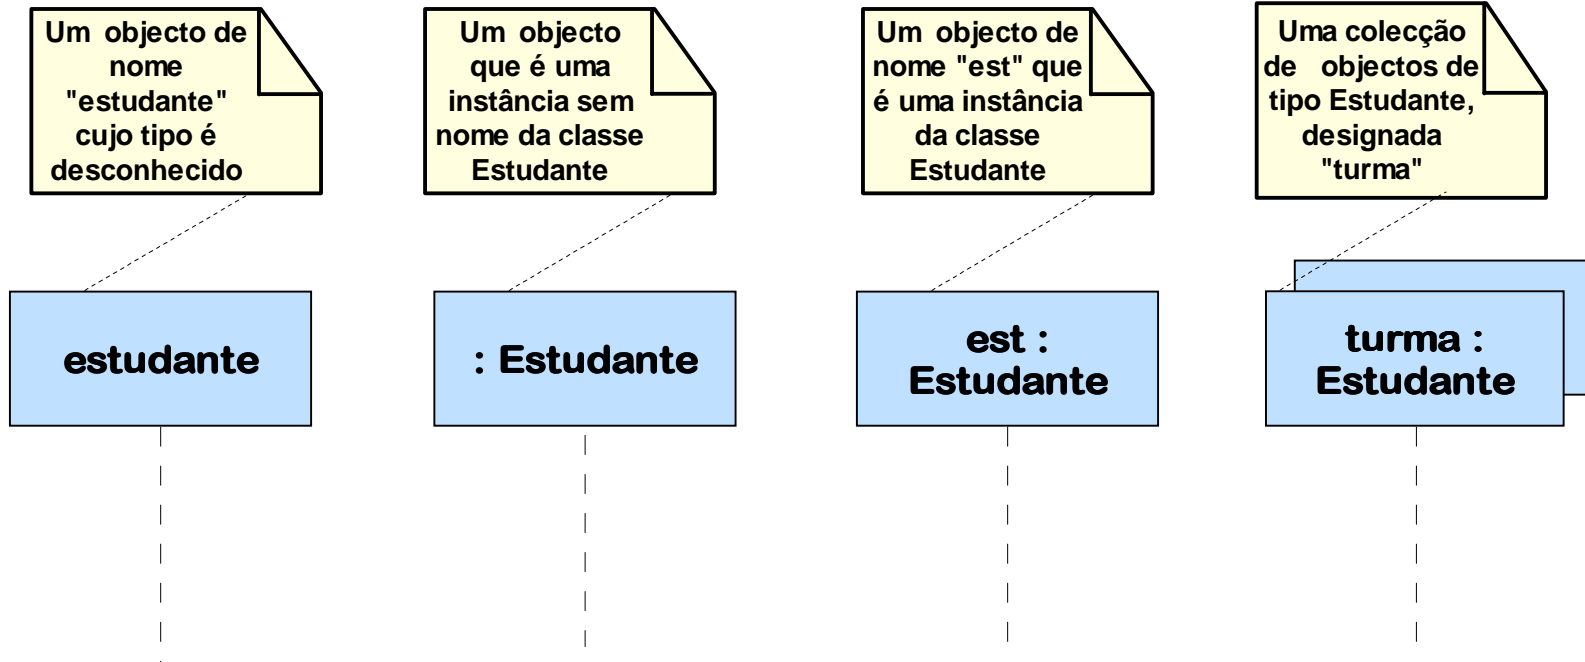 Um objecto de
nome
"estudante"
cujo tipo é
desconhecido
Um objecto
que é uma
instância sem
nome da classe
Estudante
Um objecto de
nome "est" que
é uma instância
da classe
Estudante
Uma colecção
de objectos de
tipo Estudante,
designada
"turma"
estudante
: Estudante
est :
Estudante
turma :
Estudante